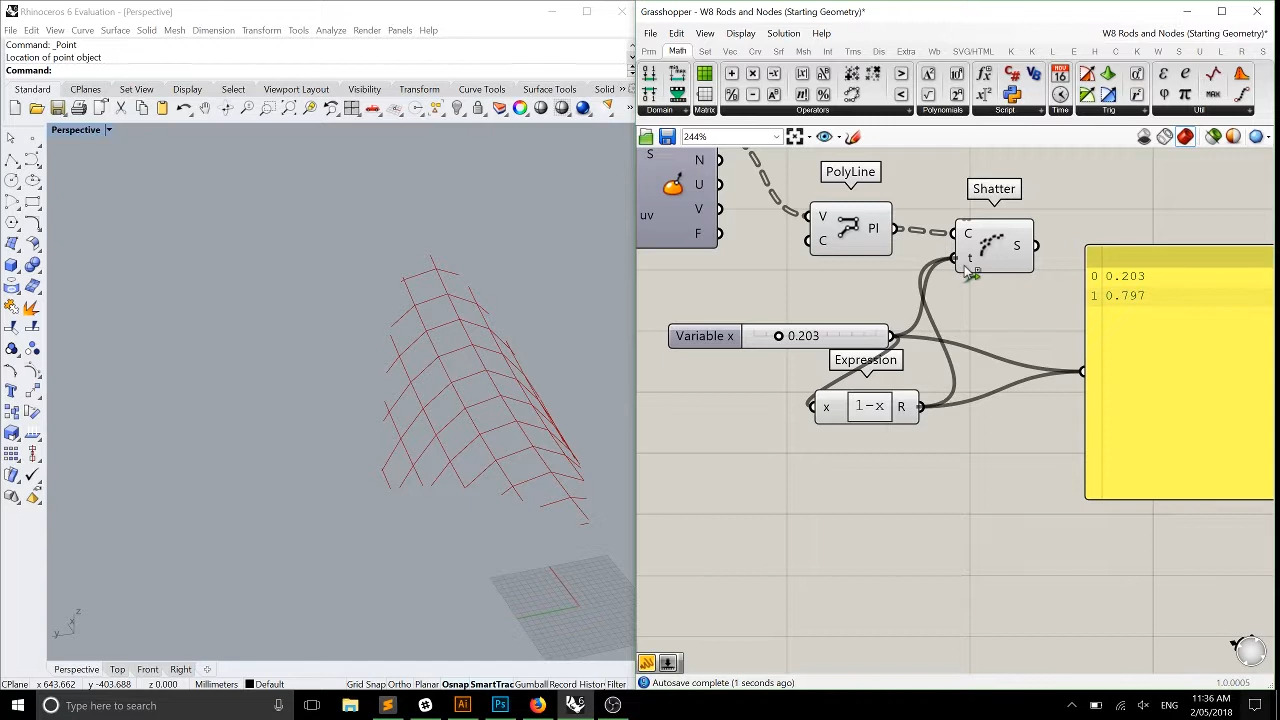 Rhinoceros 6 Evaluation - [Perspective]
File Edit View Curve Surface Solid Mesh Dimension Transform Tools Analyze Render Panels Help
Command: _Point
Location of point object
Command:
Standard CPlanes Set View Display Select Viewport Layout Visibility Transform Curve Tools Surface Tools Solid »
Perspective
z
x
y
Perspective Top Front Right
CPlane x 643.662 y -403.688 z 0.000 Millimeters Default Grid Snap Ortho Planar Osnap SmartTrac Gumball Record Histor Filter
Grasshopper - W8 Rods and Nodes (Starting Geometry)*
File Edit View Display Solution Help W8 Rods and Nodes (Starting Geometry)*
Prm Math Set Vec Crv Srf Msh Int Trns Dis Extra Wb SVG/HTML K K K M E H L S W B L U R S
Domain Matrix Operators Polynomials Script Time Trig Util
244%
S
uv
N
U
V
F
PolyLine
V
C
Pl
Shatter
C
t
S
Variable x 0.203
Expression
x 1-x R
0 0.203
1 0.797
Autosave complete (1 seconds ago)
1.0.0005
Type here to search
ENG
11:36 AM
2/05/2018